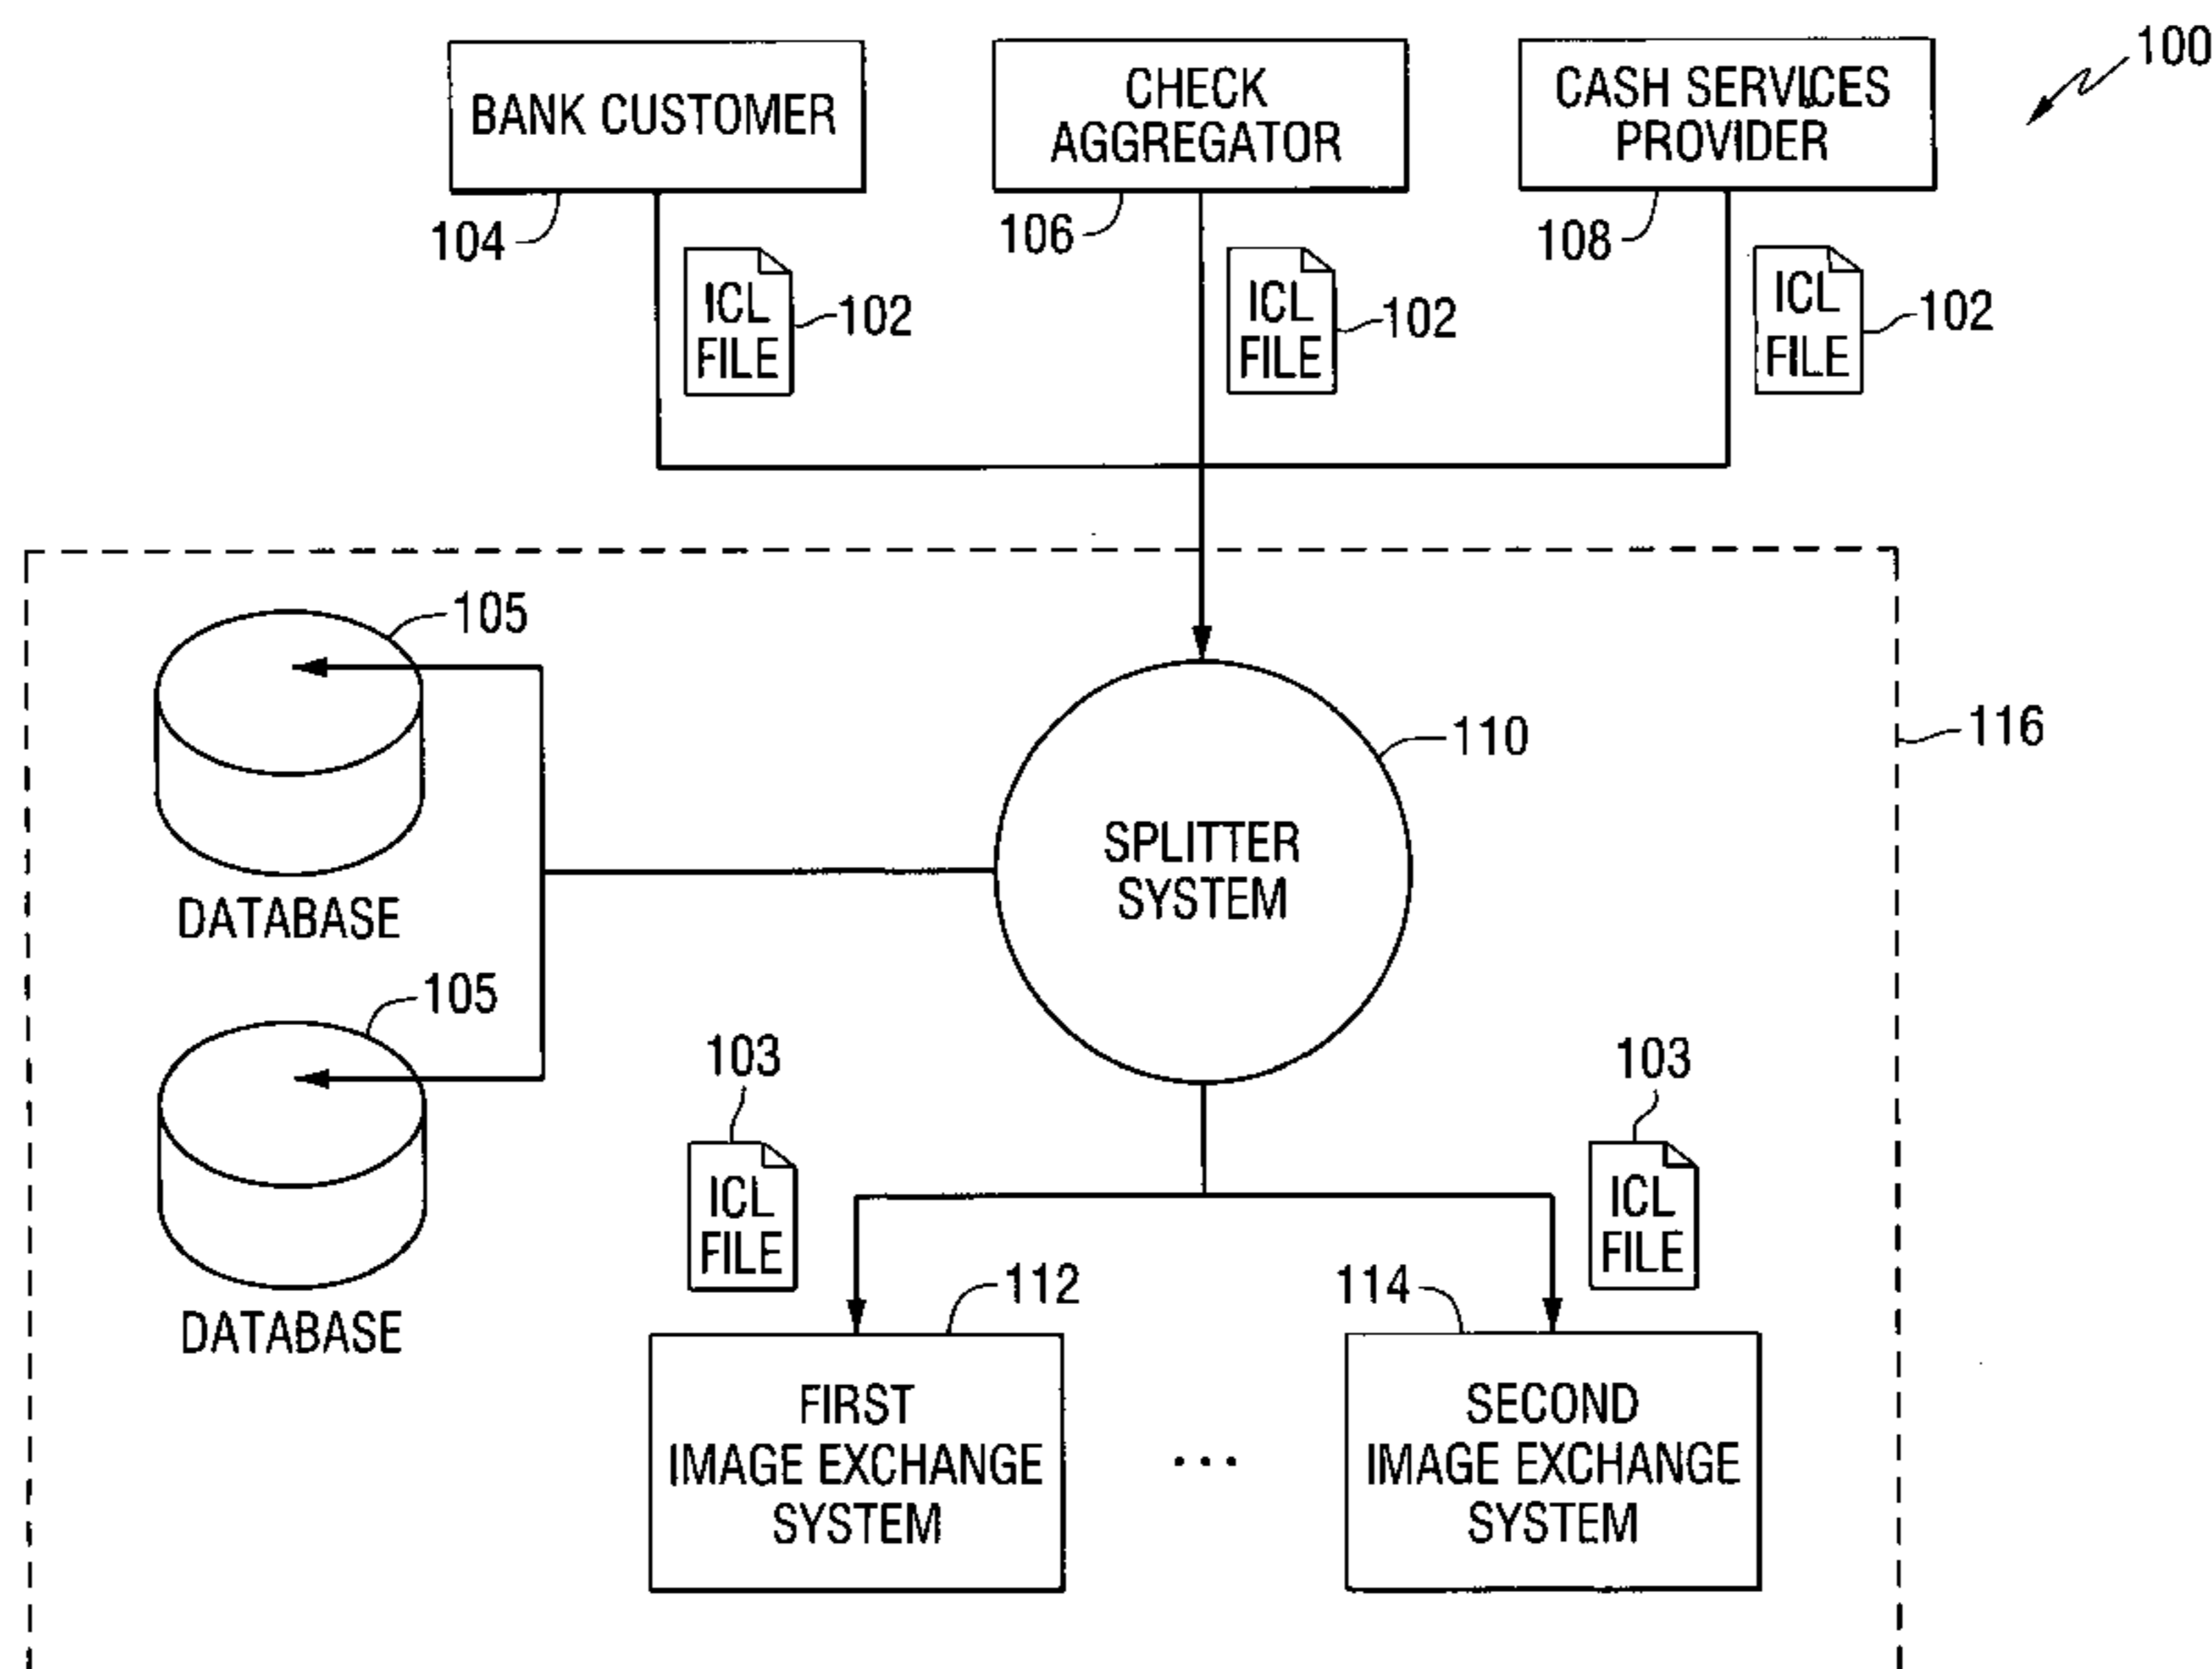 100
BANK CUSTOMER
CHECK
AGGREGATOR
CASH SERVICES
PROVIDER
104
106
108
ICL
FILE
102
ICL
FILE
102
ICL
FILE
102
105
DATABASE
110
SPLITTER
SYSTEM
116
105
DATABASE
103
ICL
FILE
103
ICL
FILE
112
114
FIRST
IMAGE EXCHANGE
SYSTEM
...
SECOND
IMAGE EXCHANGE
SYSTEM